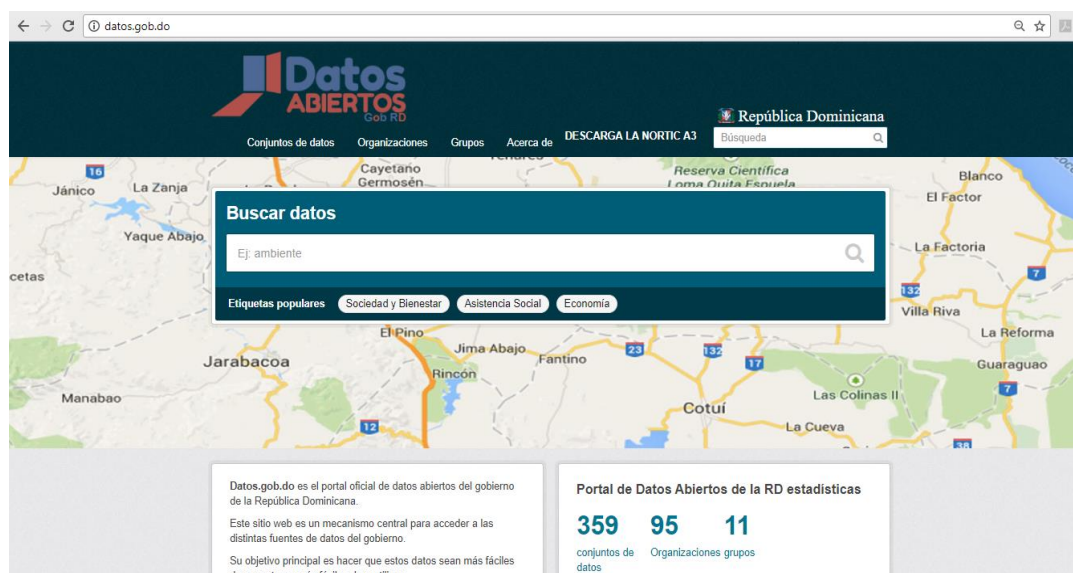 datos.gob.do
Datos
ABIERTOS
Gob RD
República Dominicana
Conjuntos de datos Organizaciones Grupos Acerca de DESCARGA LA NORTIC A3 Búsqueda
16
Jánico
La Zanja
Cayetano
Germosén
Reserva Científica
Loma Quita Espuela
Blanco
El Factor
Yaque Abajo
La Factoria
cetas
7
132
Villa Riva
Buscar datos
Ej: ambiente
Etiquetas populares Sociedad y Bienestar Asistencia Social Economía
El Pino
Jima Abajo
Fantino
23
132
17
La Reforma
Jarabacoa
Rincón
Guaraguao
Manabao
Las Colinas II
7
Cotuí
12
La Cueva
38
Datos.gob.do es el portal oficial de datos abiertos del gobierno
de la República Dominicana.
Este sitio web es un mecanismo central para acceder a las
distintas fuentes de datos del gobierno.
Su objetivo principal es hacer que estos datos sean más fáciles
Portal de Datos Abiertos de la RD estadísticas
359 95 11
conjuntos de Organizaciones grupos
datos